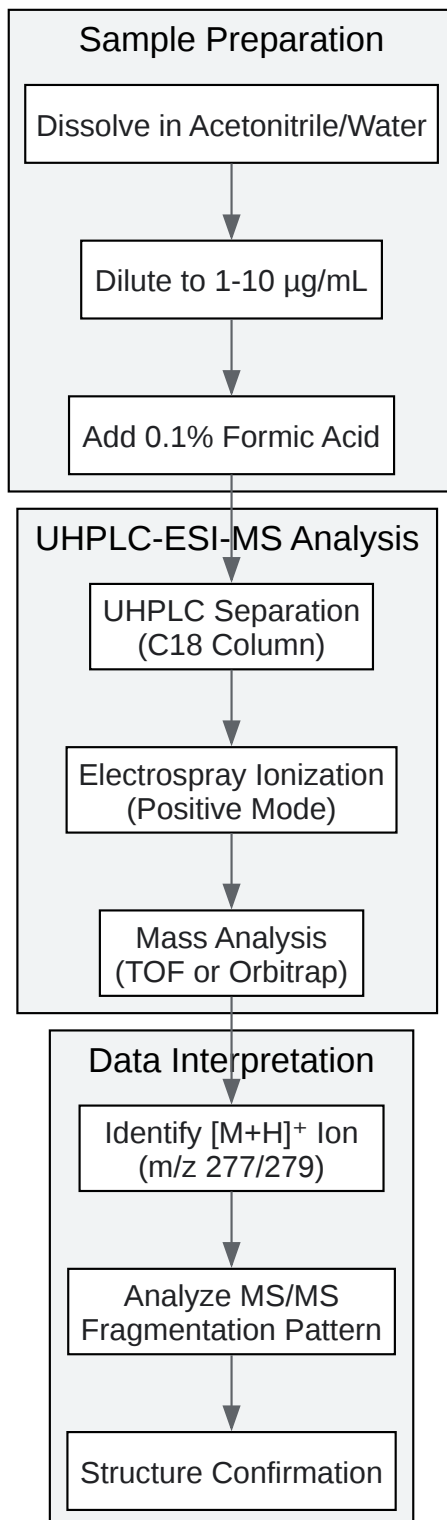 Sample Preparation
Dissolve in Acetonitrile/Water
Dilute to 1-10 µg/mL
Add 0.1% Formic Acid
UHPLC-ESI-MS Analysis
UHPLC Separation
(C18 Column)
Electrospray Ionization
(Positive Mode)
Mass Analysis
(TOF or Orbitrap)
Data Interpretation
Identify [M+H]⁺ Ion
(m/z 277/279)
Analyze MS/MS
Fragmentation Pattern
Structure Confirmation